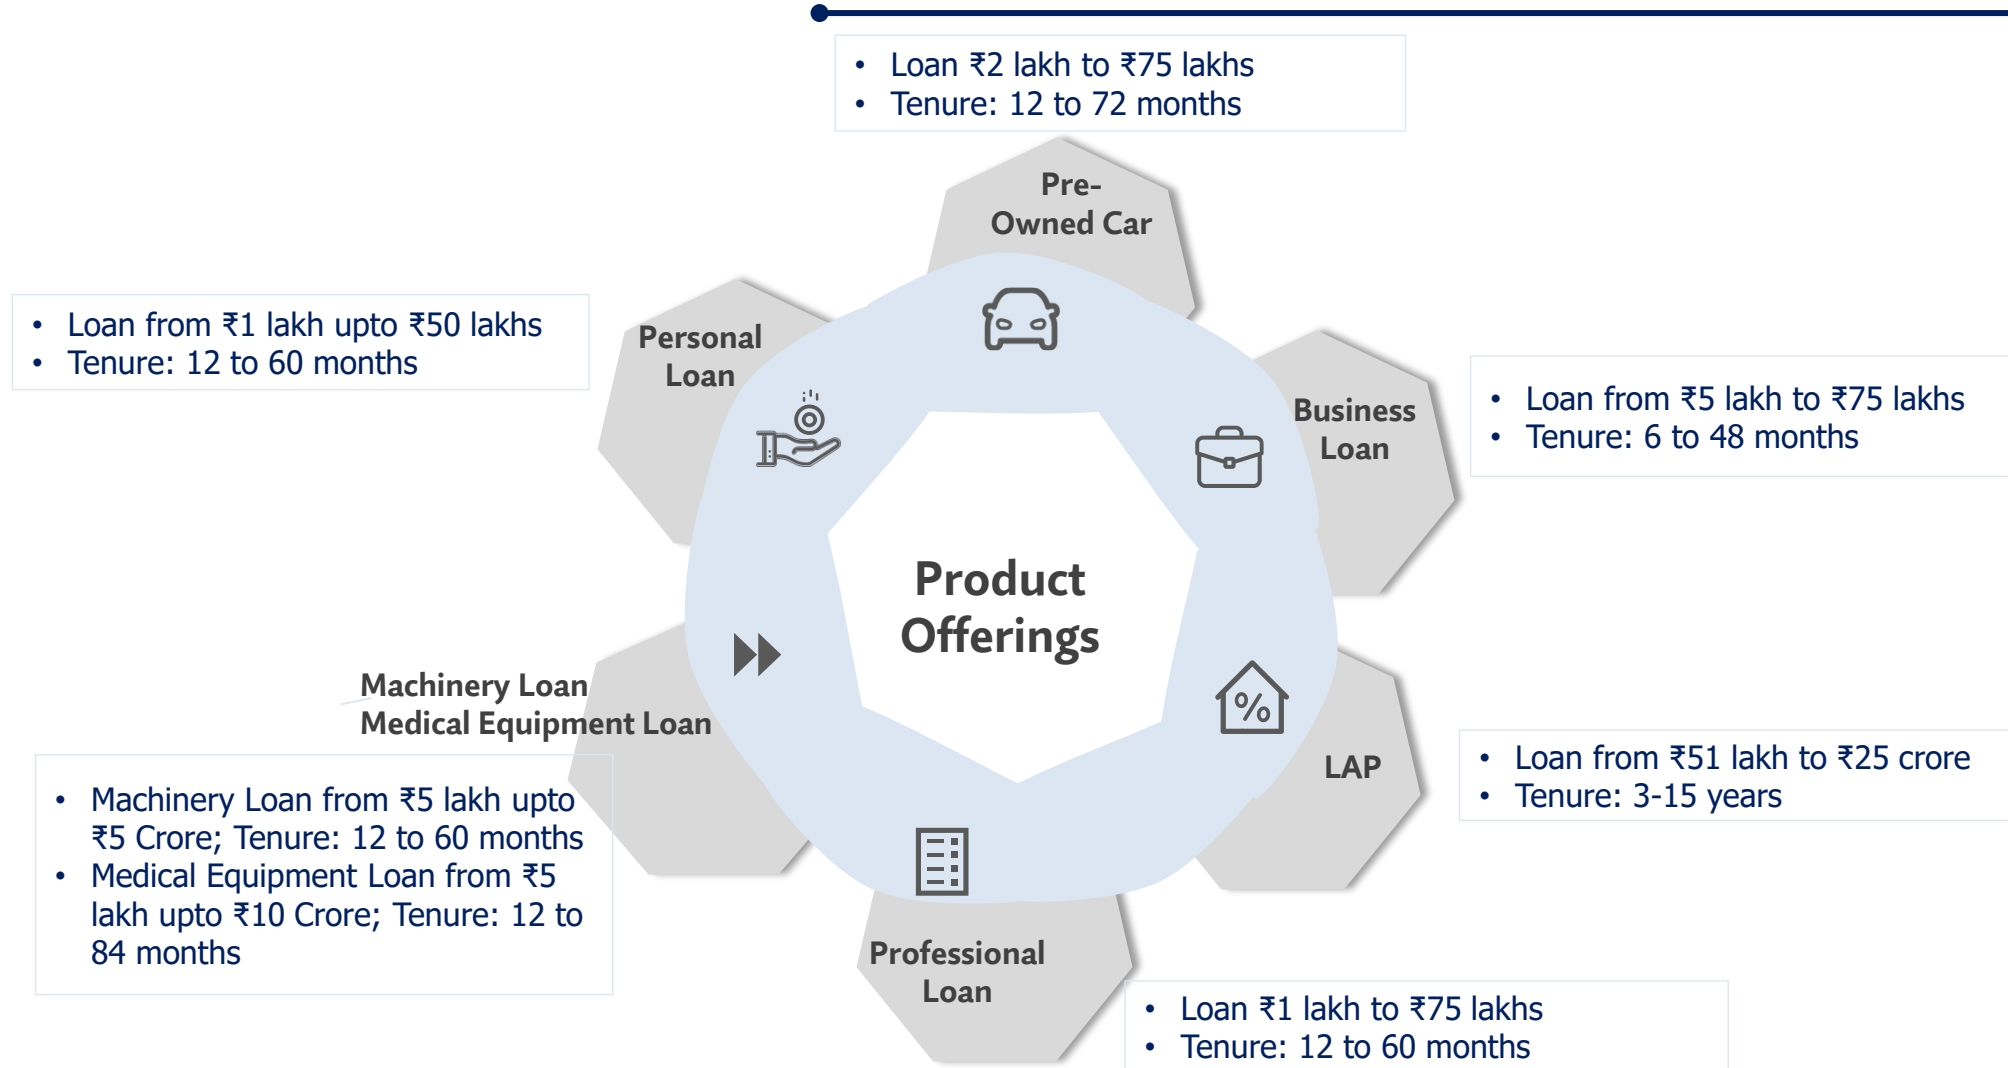 • Loan ₹2 lakh to ₹75 lakhs
• Tenure: 12 to 72 months
Pre-
Owned Car
• Loan from ₹1 lakh upto ₹50 lakhs
• Tenure: 12 to 60 months
Personal
Loan
Business
Loan
• Loan from ₹5 lakh to ₹75 lakhs
• Tenure: 6 to 48 months
Product
Offerings
Machinery Loan
Medical Equipment Loan
• Machinery Loan from ₹5 lakh upto
₹5 Crore; Tenure: 12 to 60 months
• Medical Equipment Loan from ₹5
lakh upto ₹10 Crore; Tenure: 12 to
84 months
%
LAP
• Loan from ₹51 lakh to ₹25 crore
• Tenure: 3-15 years
Professional
Loan
• Loan ₹1 lakh to ₹75 lakhs
• Tenure: 12 to 60 months